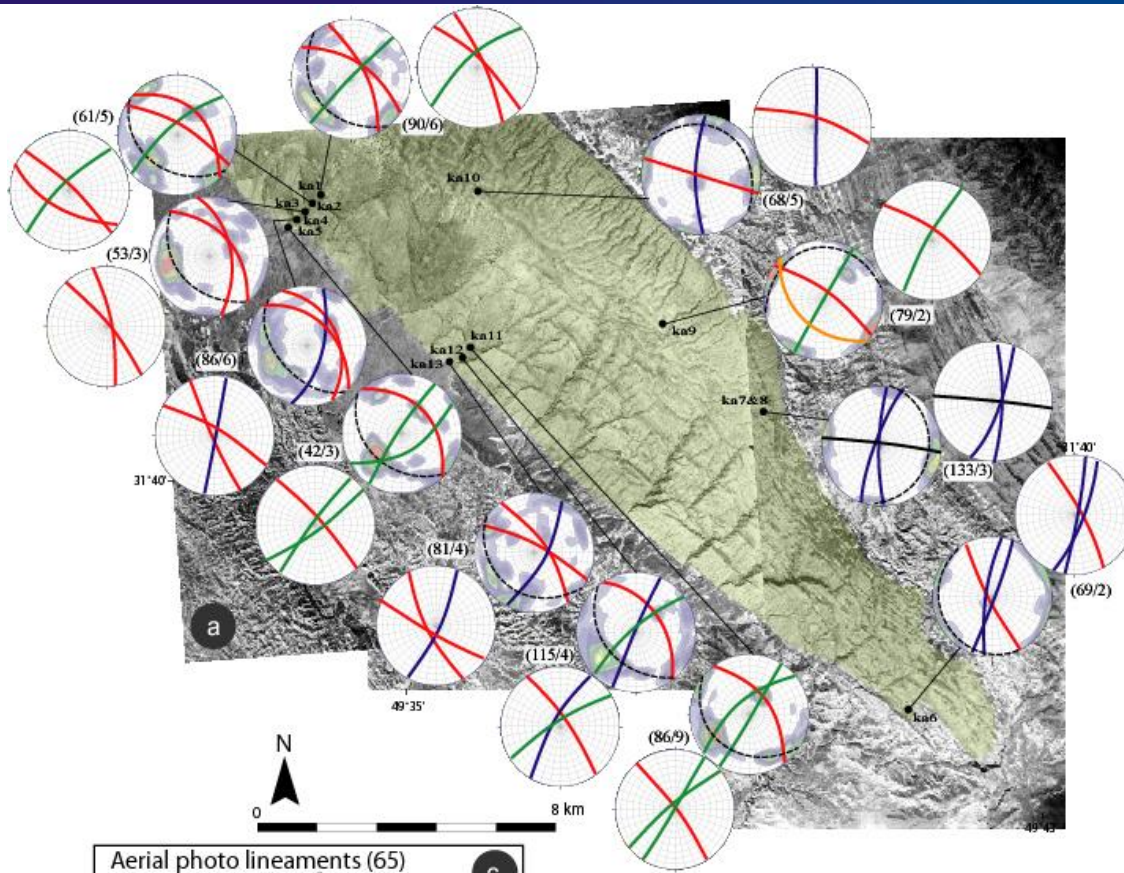 (61/5)
(90/6)
ka10
(68/5)
ka1
ka3
ka2
ka4
ka5
(53/3)
(79/2)
ka9
ka11
ka12
ka13
(86/6)
ka7&8
31°40'
(42/3)
(133/3)
31°40'
(81/4)
(69/2)
a
(115/4)
49°35
ka6
(86/9)
N
0
8 km
49°43
Aerial photo lineaments (65)
c